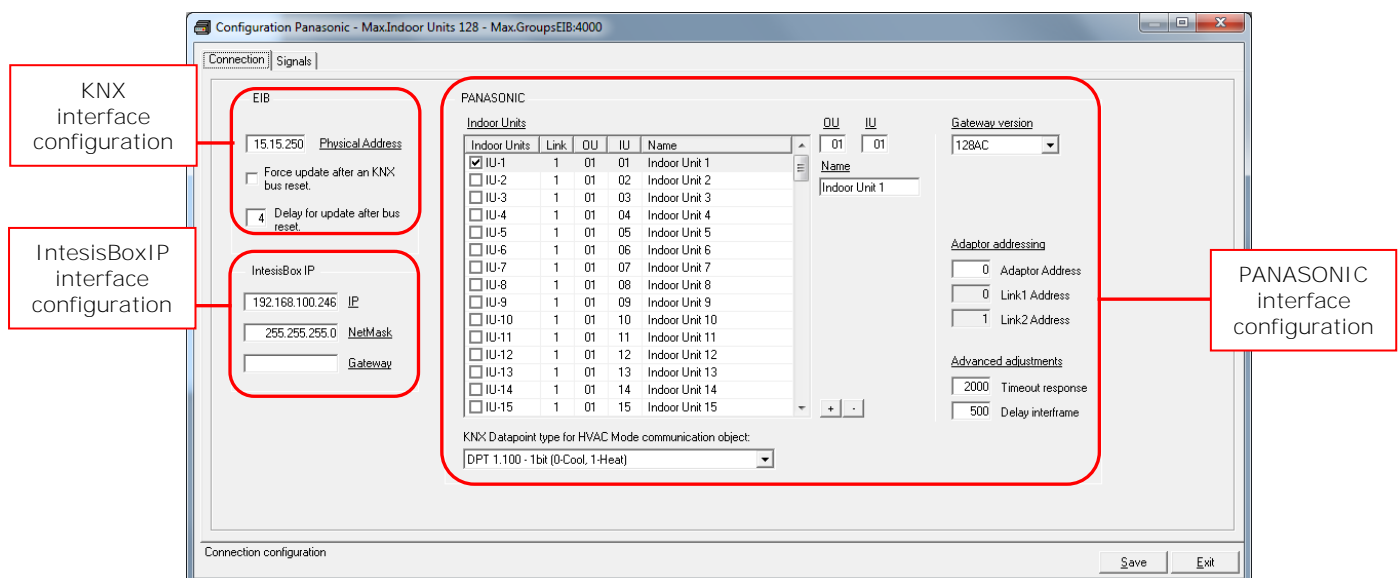 Configuration Panasonic - Max.Indoor Units 128 - Max.GroupsEIB:4000
Connection
Signals
KNX
interface
configuration
EIB
15.15.250 Physical Address
Force update after an KNX
bus reset.
4 Delay for update after bus
reset.
IntesisBoxIP
interface
configuration
IntesisBox IP
192.168.100.246 IP
255.255.255.0 NetMask
Gateway
PANASONIC
Indoor Units
Indoor Units Link OU IU Name
IU-1 1 01 01 Indoor Unit 1
IU-2 1 01 02 Indoor Unit 2
IU-3 1 01 03 Indoor Unit 3
IU-4 1 01 04 Indoor Unit 4
IU-5 1 01 05 Indoor Unit 5
IU-6 1 01 06 Indoor Unit 6
IU-7 1 01 07 Indoor Unit 7
IU-8 1 01 08 Indoor Unit 8
IU-9 1 01 09 Indoor Unit 9
IU-10 1 01 10 Indoor Unit 10
IU-11 1 01 11 Indoor Unit 11
IU-12 1 01 12 Indoor Unit 12
IU-13 1 01 13 Indoor Unit 13
IU-14 1 01 14 Indoor Unit 14
IU-15 1 01 15 Indoor Unit 15
OU IU
01 01
Name
Indoor Unit 1
+ -
KNX Datapoint type for HVAC Mode communication object:
DPT 1.100 - 1bit (0-Cool, 1-Heat)
Gateway version
128AC
Adaptor addressing
0 Adaptor Address
0 Link1 Address
1 Link2 Address
Advanced adjustments
2000 Timeout response
500 Delay interframe
PANASONIC
interface
configuration
Connection configuration
Save
Exit